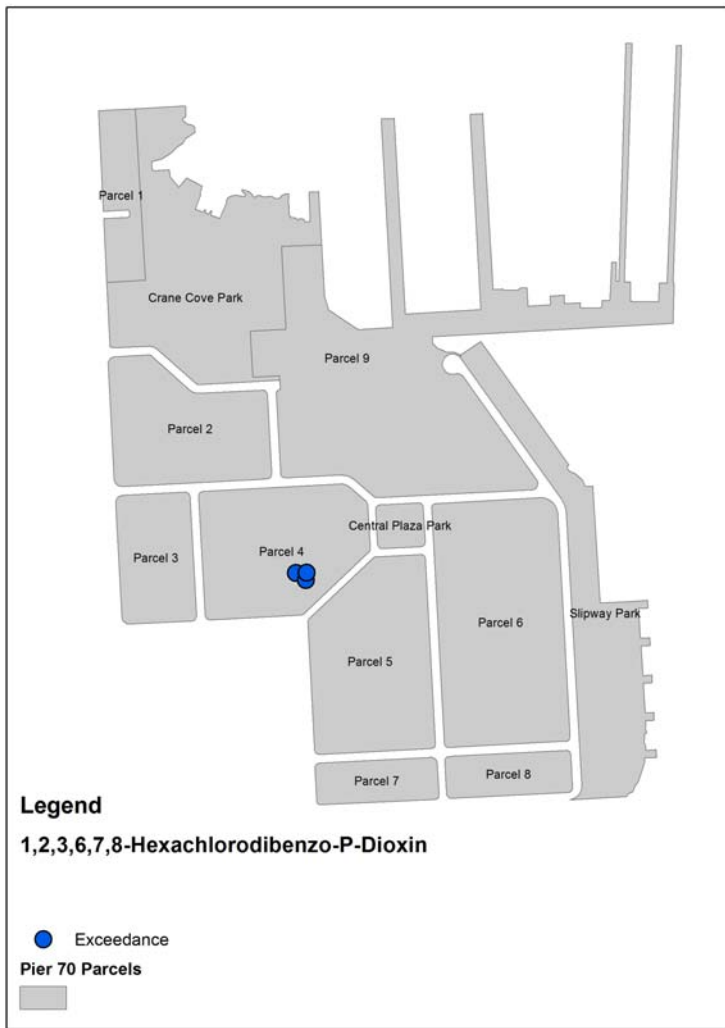 Parcel 1
Crane Cove Park
Parcel 9
Parcel 2
Central Plaza Park
Parcel 4
Parcel 3
Slipway Park
Parcel 6
Parcel 5
Parcel 7
Parcel 8
Legend
1,2,3,6,7,8-Hexachlorodibenzo-P-Dioxin
Exceedance
Pier 70 Parcels